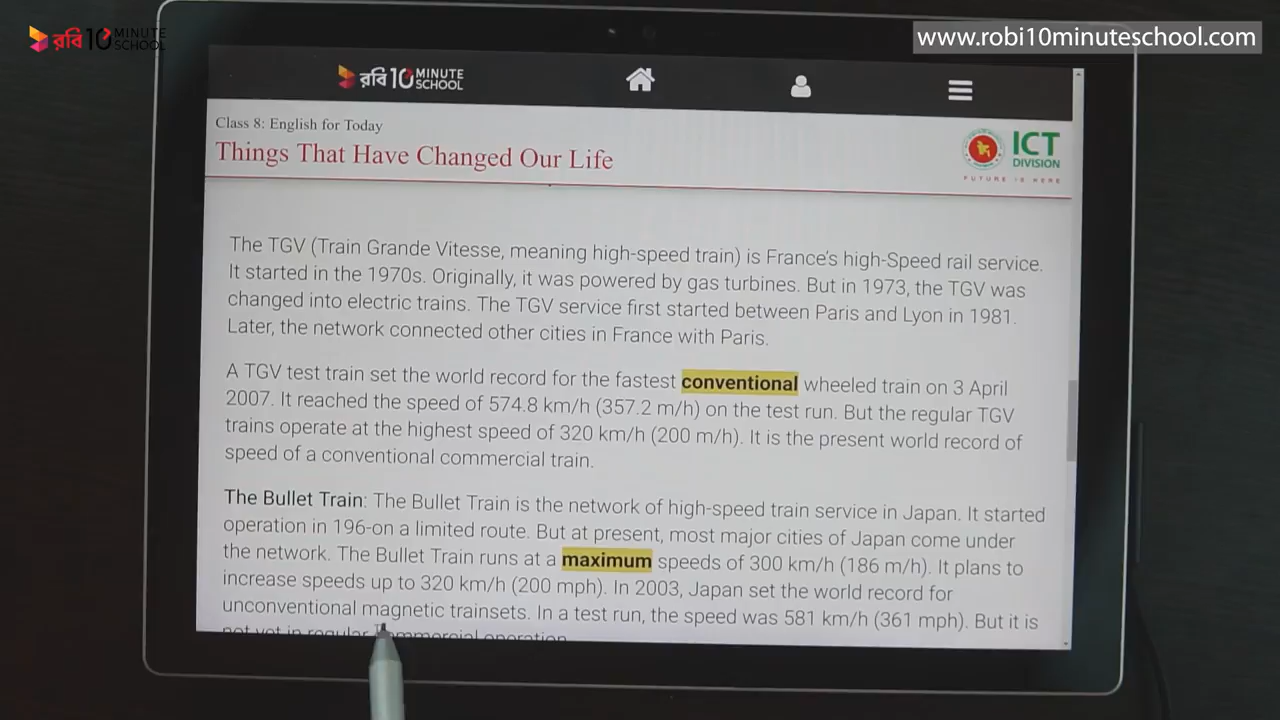 রবি 10 MINUTE SCHOOL
www.robi10minuteschool.com
রবি 10 MINUTE SCHOOL
Class 8: English for Today
Things That Have Changed Our Life
ICT
DIVISION
FUTURE IS HERE
The TGV (Train Grande Vitesse, meaning high-speed train) is France's high-Speed rail service.
It started in the 1970s. Originally, it was powered by gas turbines. But in 1973, the TGV was
changed into electric trains. The TGV service first started between Paris and Lyon in 1981.
Later, the network connected other cities in France with Paris.
A TGV test train set the world record for the fastest conventional wheeled train on 3 April
2007. It reached the speed of 574.8 km/h (357.2 m/h) on the test run. But the regular TGV
trains operate at the highest speed of 320 km/h (200 m/h). It is the present world record of
speed of a conventional commercial train.
The Bullet Train: The Bullet Train is the network of high-speed train service in Japan. It started
operation in 196-on a limited route. But at present, most major cities of Japan come under
the network. The Bullet Train runs at a maximum speeds of 300 km/h (186 m/h). It plans to
increase speeds up to 320 km/h (200 mph). In 2003, Japan set the world record for
unconventional magnetic trainsets. In a test run, the speed was 581 km/h (361 mph). But it is
not yet in regular commercial operation.